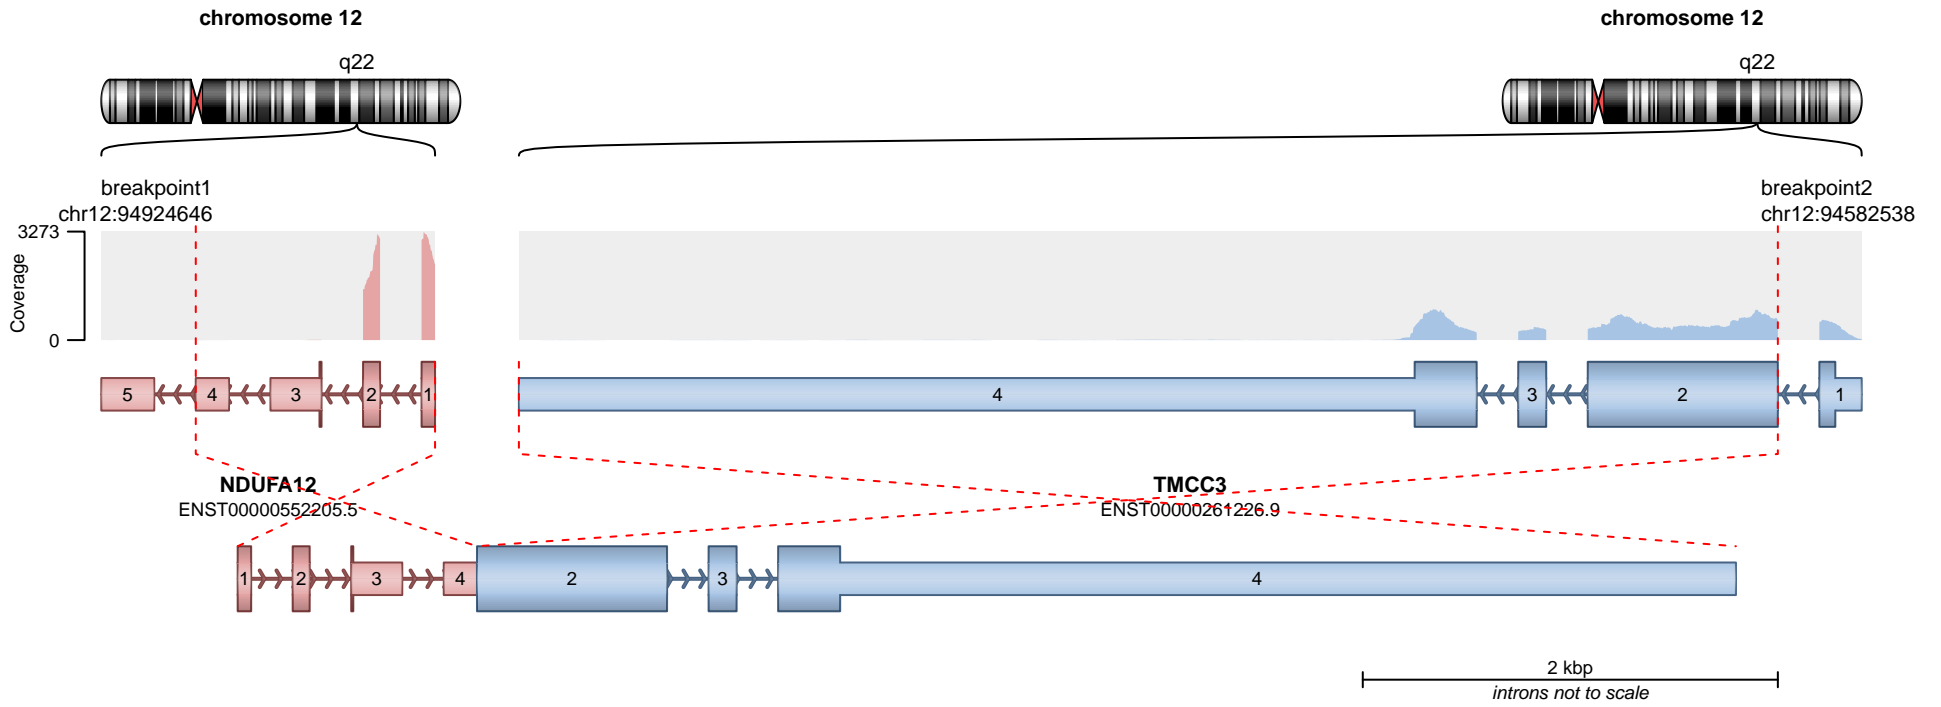 chromosome 12
chromosome 12
q22
q22
breakpoint1
chr12:94924646
breakpoint2
chr12:94582538
3273
Coverage
0
5 4 3 2 1
4 3 2 1
NDUFA12
ENST00000552205.5
TMCC3
ENST00000261226.9
1 2 3 4 2 3 4
2 kbp
introns not to scale